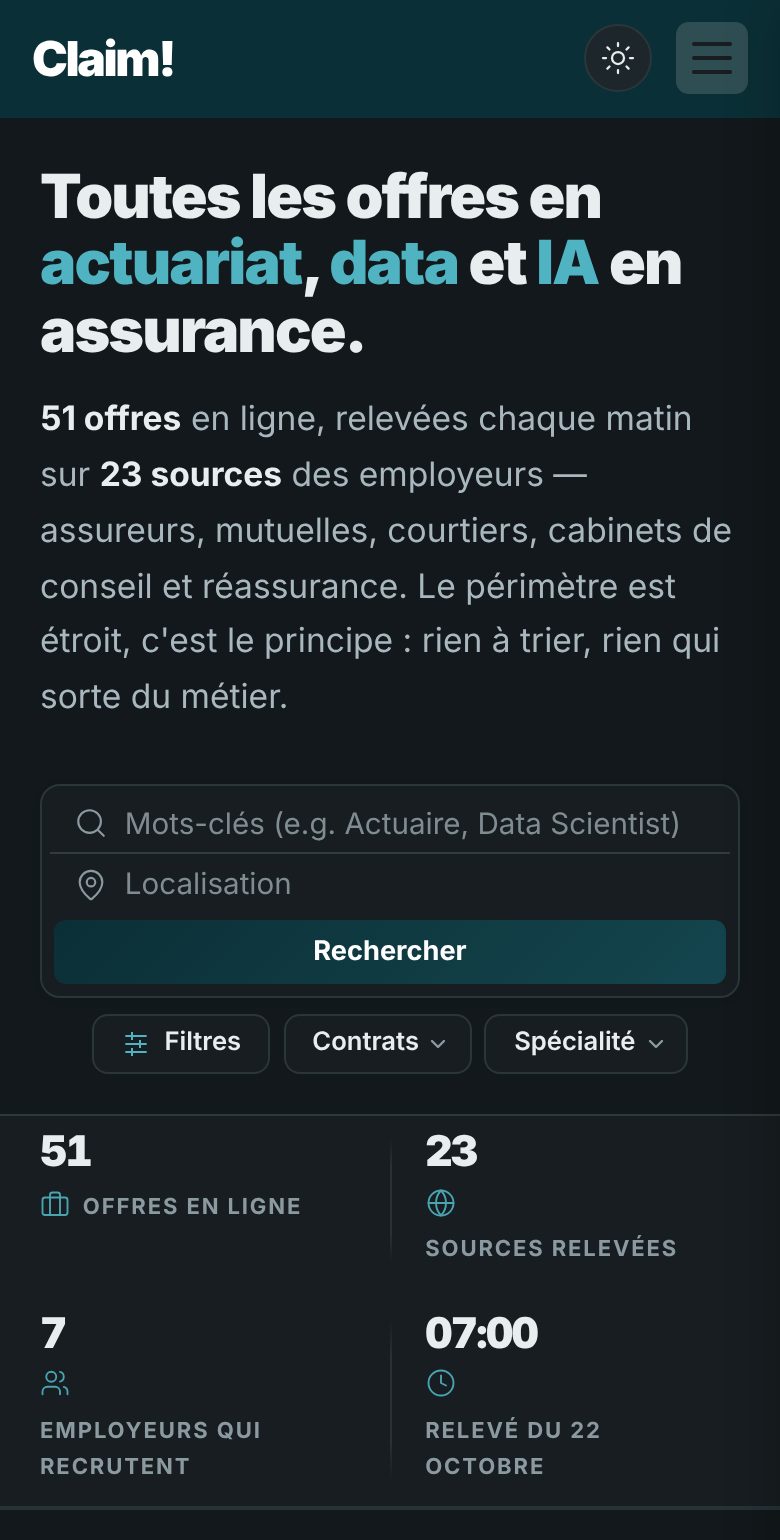 Claim!
Toutes les offres en
actuariat, data et IA en
assurance.
51 offres en ligne, relevées chaque matin
sur 23 sources des employeurs —
assureurs, mutuelles, courtiers, cabinets de
conseil et réassurance. Le périmètre est
étroit, c'est le principe : rien à trier, rien qui
sorte du métier.
Mots-clés (e.g. Actuaire, Data Scientist)
Localisation
Rechercher
Filtres
Contrats
Spécialité
51
OFFRES EN LIGNE
23
SOURCES RELEVÉES
7
EMPLOYEURS QUI
RECRUTENT
07:00
RELEVÉ DU 22
OCTOBRE